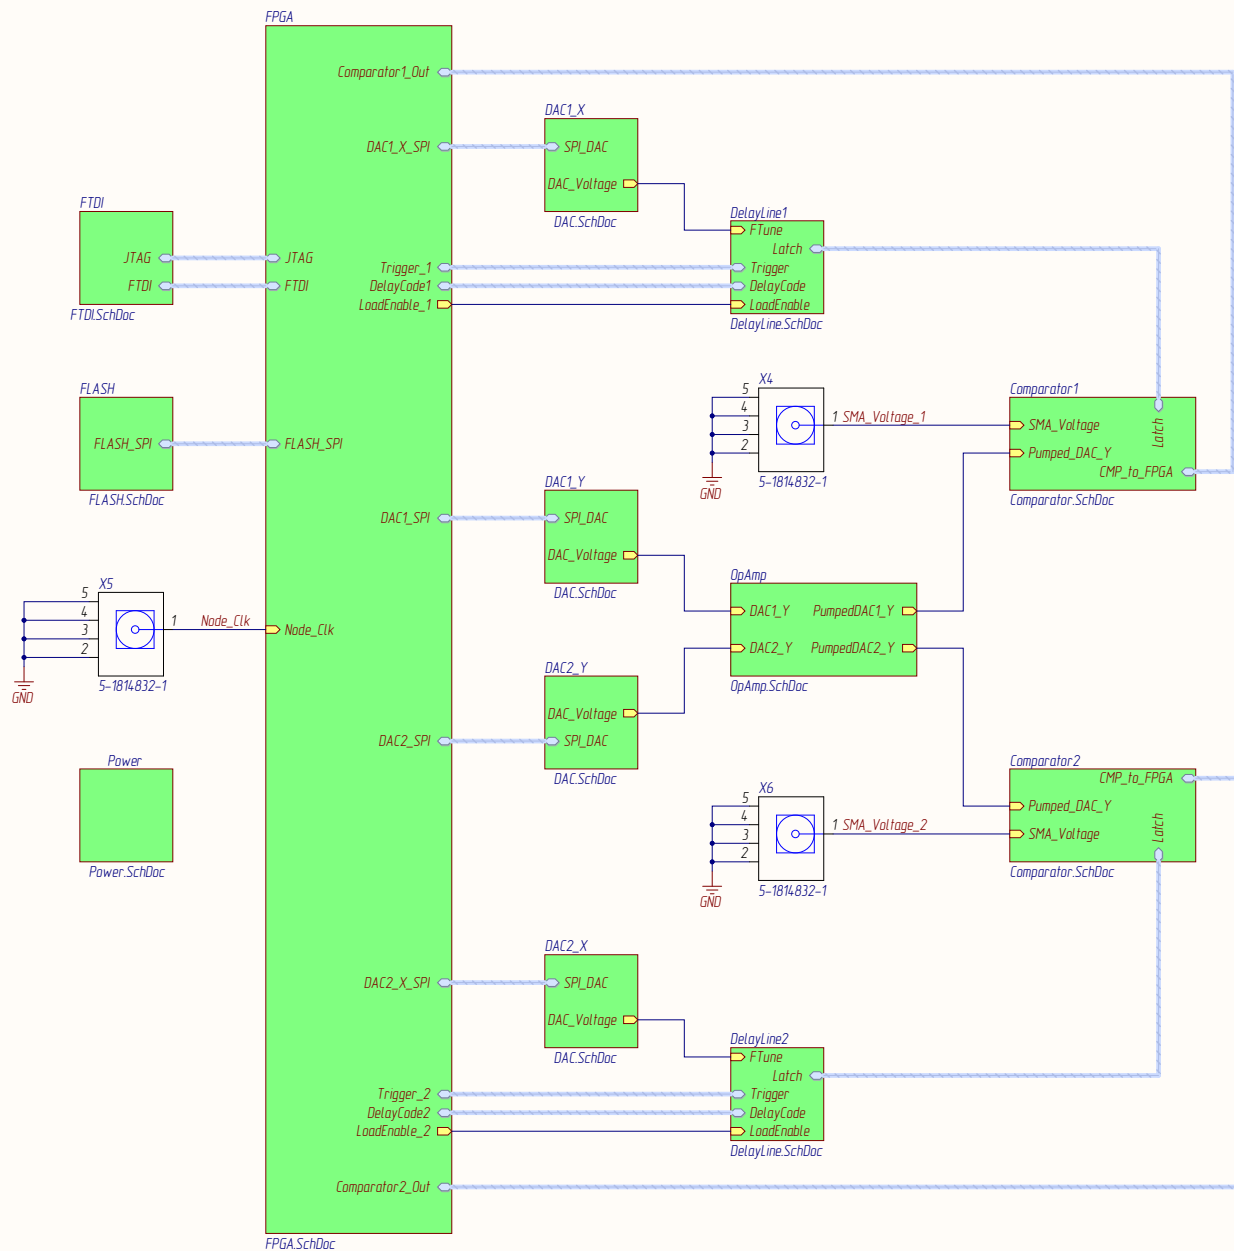 FPGA
Comparator1_Out
DAC1_X_SPI
JTAG
FTDI
Trigger_1
DelayCode1
LoadEnable_1
FLASH_SPI
DAC1_SPI
Node_Clk
DAC2_SPI
DAC2_X_SPI
Trigger_2
DelayCode2
LoadEnable_2
Comparator2_Out
FPGA.SchDoc
FTDI
JTAG
FTDI
FTDI.SchDoc
FLASH
FLASH_SPI
FLASH.SchDoc
X5
5
4
3
2
1
Node_Clk
GND
5-1814832-1
Power
Power.SchDoc
DAC1_X
SPI_DAC
DAC_Voltage
DAC.SchDoc
DelayLine1
FTune
Latch
Trigger
DelayCode
LoadEnable
DelayLine.SchDoc
X4
5
4
3
2
1
SMA_Voltage_1
GND
5-1814832-1
Comparator1
SMA_Voltage
Latch
Pumped_DAC_Y
CMP_to_FPGA
Comparator.SchDoc
DAC1_Y
SPI_DAC
DAC_Voltage
DAC.SchDoc
OpAmp
DAC1_Y
PumpedDAC1_Y
DAC2_Y
PumpedDAC2_Y
OpAmp.SchDoc
DAC2_Y
DAC_Voltage
SPI_DAC
DAC.SchDoc
Comparator2
CMP_to_FPGA
Pumped_DAC_Y
SMA_Voltage
Latch
Comparator.SchDoc
X6
5
4
3
2
1
SMA_Voltage_2
GND
5-1814832-1
DAC2_X
SPI_DAC
DAC_Voltage
DAC.SchDoc
DelayLine2
FTune
Latch
Trigger
DelayCode
LoadEnable
DelayLine.SchDoc